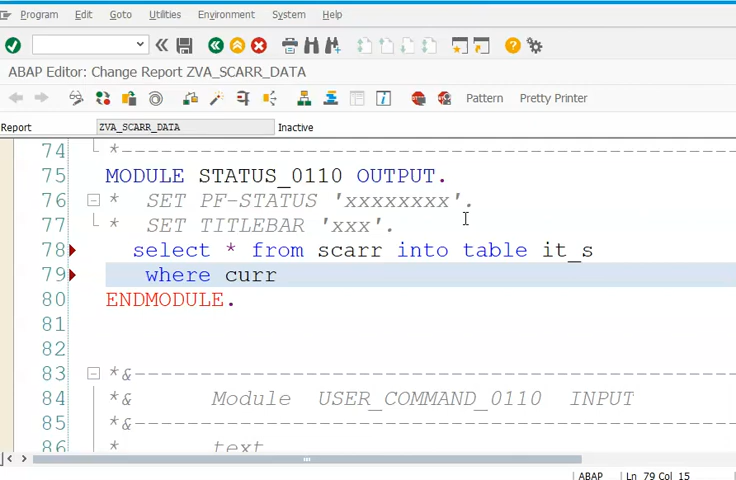 Program Edit Goto Utilities Environment System Help
ABAP Editor: Change Report ZVA_SCARR_DATA
Pattern Pretty Printer
Report ZVA_SCARR_DATA Inactive
74 *----------------------------------------------------
75 MODULE STATUS_0110 OUTPUT.
76 * SET PF-STATUS 'xxxxxxxx'.
77 * SET TITLEBAR 'xxx'.
78 select * from scarr into table it_s
79 where curr
80 ENDMODULE.
81
82
83 *&---------------------------------------------------
84 *& Module USER_COMMAND_0110 INPUT
85 *&---------------------------------------------------
86 * text
ABAP Ln 79 Col 15